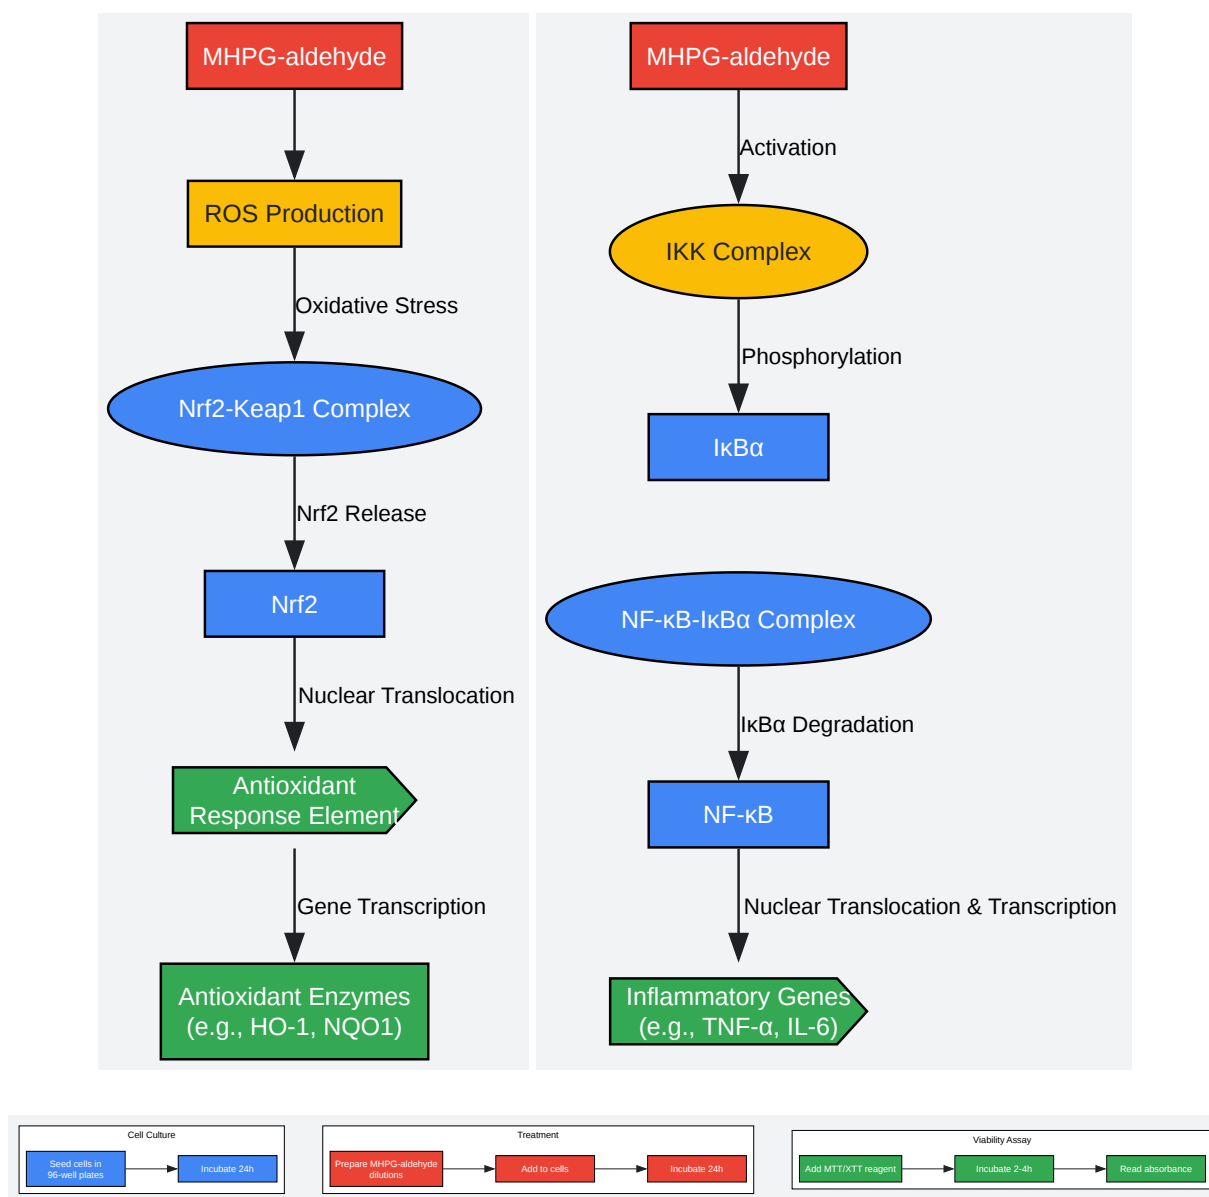 MHPG-aldehyde
ROS Production
Oxidative Stress
Nrf2-Keap1 Complex
Nrf2 Release
Nrf2
Nuclear Translocation
Antioxidant
Response Element
Gene Transcription
Antioxidant Enzymes
(e.g., HO-1, NQO1)
MHPG-aldehyde
Activation
IKK Complex
Phosphorylation
IκBα
NF-κB-IκBα Complex
IκBα Degradation
NF-κB
Nuclear Translocation & Transcription
Inflammatory Genes
(e.g., TNF-α, IL-6)
Cell Culture
Seed cells in
96-well plates
Incubate 24h
Treatment
Prepare MHPG-aldehyde
dilutions
Add to cells
Incubate 24h
Viability Assay
Add MTT/XTT reagent
Incubate 2-4h
Read absorbance